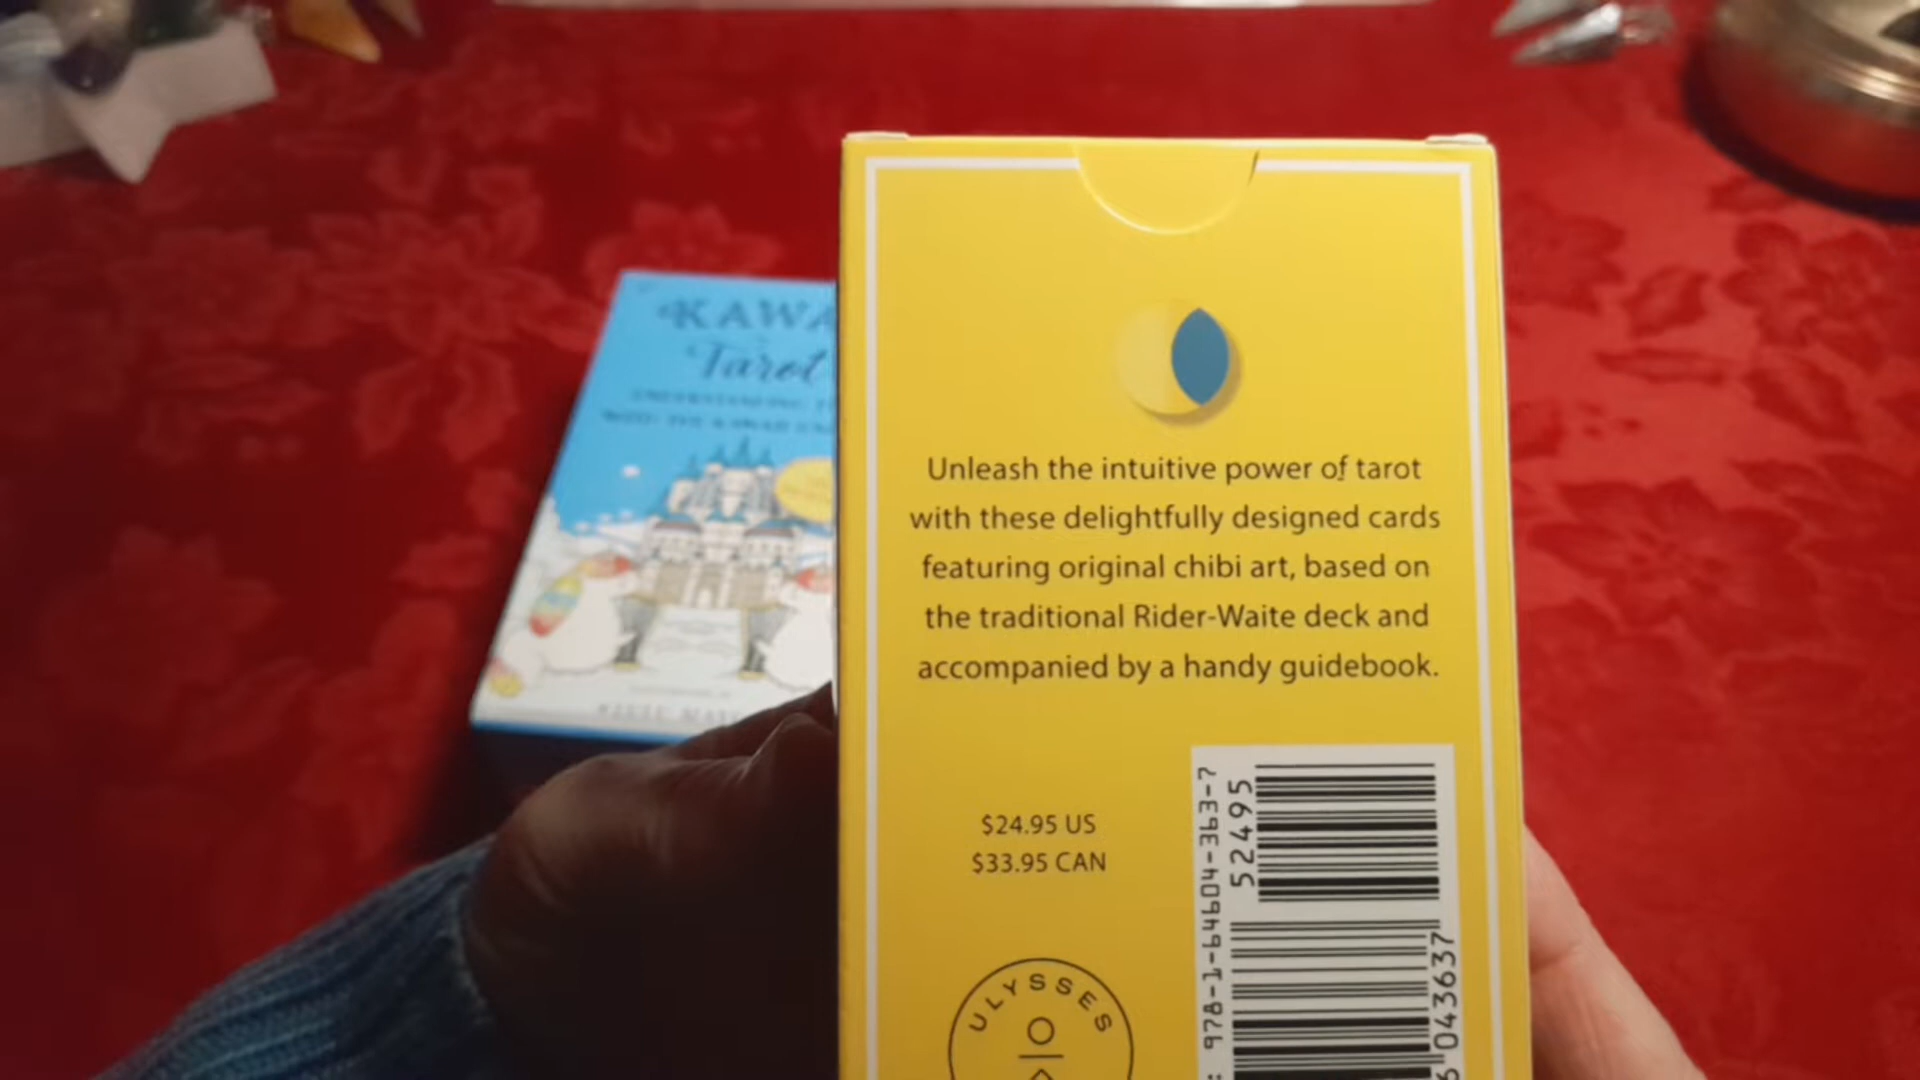 KAWA
Tarot
Unleash the intuitive power of tarot
with these delightfully designed cards
featuring original chibi art, based on
the traditional Rider-Waite deck and
accompanied by a handy guidebook.
$24.95 US
$33.95 CAN
978-1-64604-363-7
52495
043637
ULYSSES